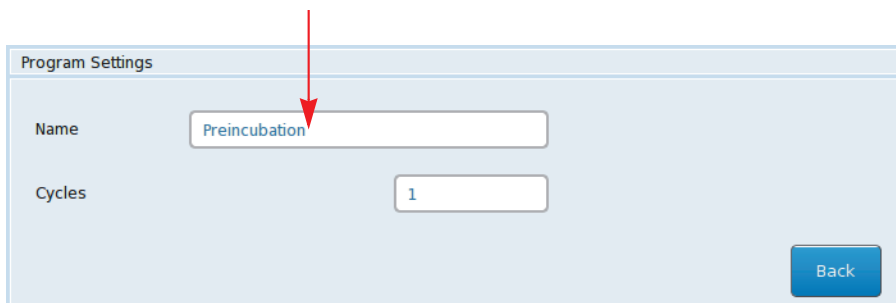 Program Settings
Name
Preincubation
Cycles
1
Back